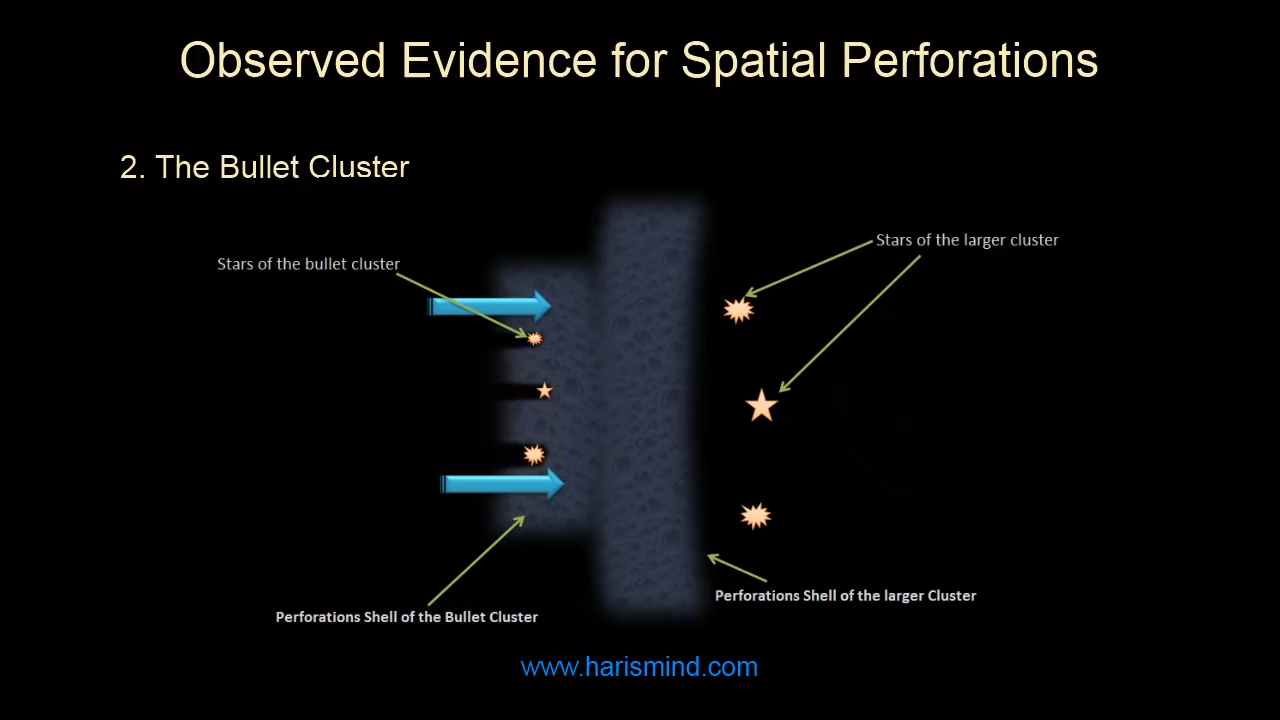 Observed Evidence for Spatial Perforations
2. The Bullet Cluster
Stars of the larger cluster
Stars of the bullet cluster
Perforations Shell of the larger Cluster
Perforations Shell of the Bullet Cluster
www.harismind.com